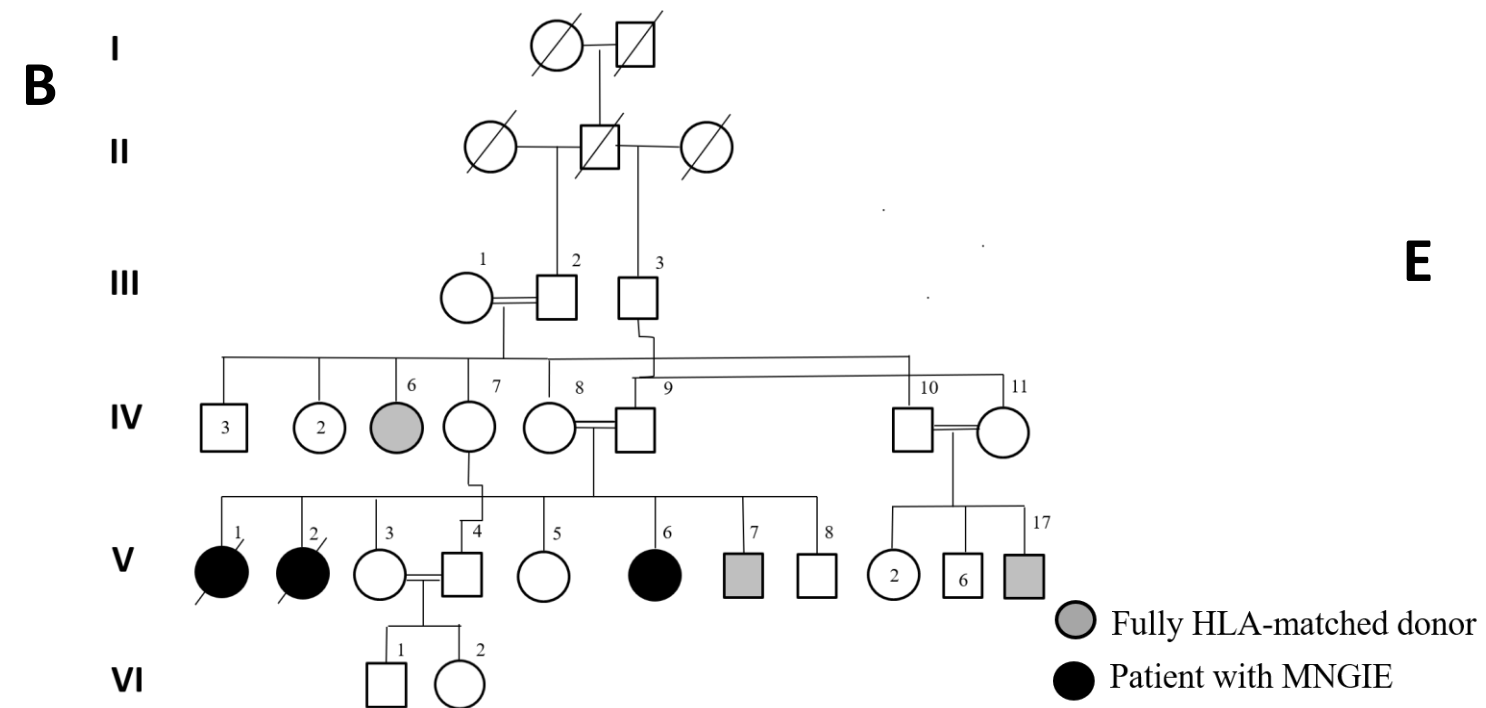 I
B
II
1 2 3
III
E
6 7 8 9 10 11
IV 3 2
1 2 3 4 5 6 7 8 17
V 2 6
Fully HLA-matched donor
1 2
VI
Patient with MNGIE